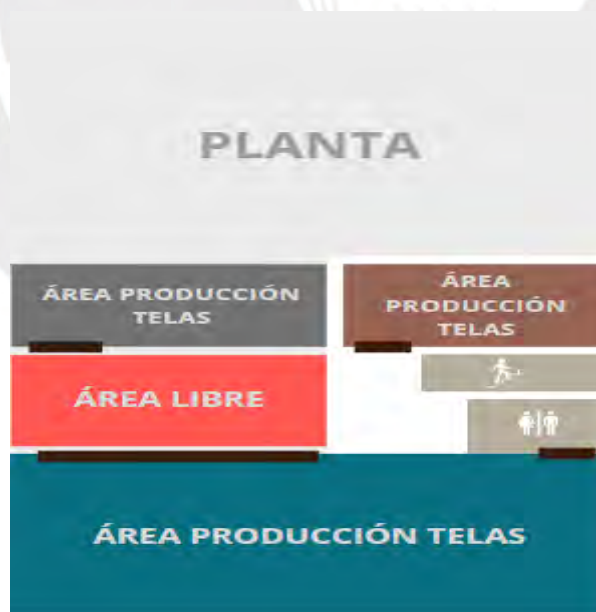 PLANTA
ÁREA PRODUCCIÓN
TELAS
ÁREA
PRODUCCIÓN
TELAS
ÁREA LIBRE
ÁREA PRODUCCIÓN TELAS